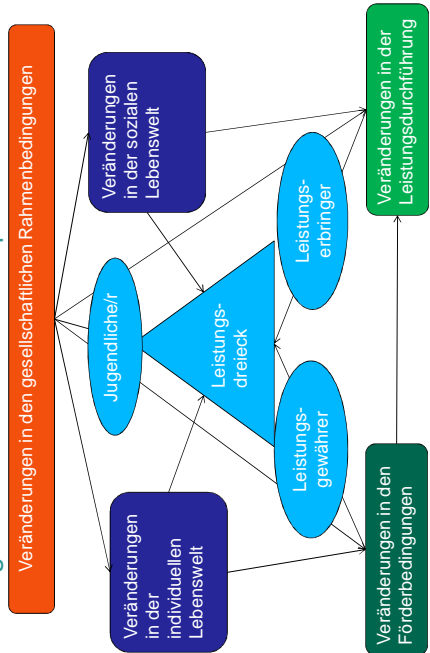 Veränderungen in den gesellschaftlichen Rahmenbedingungen
Jugendliche/r
Veränderungen
in der
individuellen
Lebenswelt
Veränderungen
in der sozialen
Lebenswelt
Leistungs-
dreieck
Leistungs-
gewährer
Leistungs-
erbringer
Veränderungen in den
Förderbedingungen
Veränderungen in der
Leistungsdurchführung